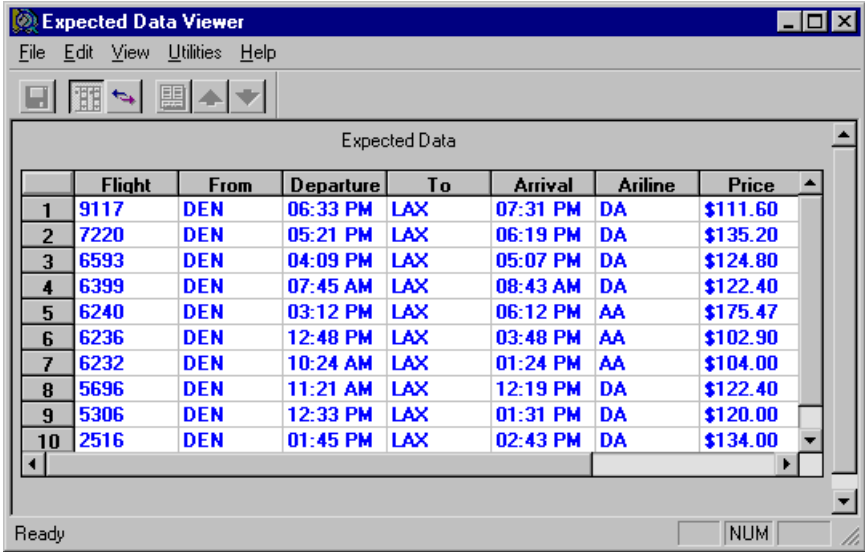 Expected Data Viewer
File Edit View Utilities Help
Expected Data
Flight From Departure To Arrival Ariline Price
1 9117 DEN 06:33 PM LAX 07:31 PM DA $111.60
2 7220 DEN 05:21 PM LAX 06:19 PM DA $135.20
3 6593 DEN 04:09 PM LAX 05:07 PM DA $124.80
4 6399 DEN 07:45 AM LAX 08:43 AM DA $122.40
5 6240 DEN 03:12 PM LAX 06:12 PM AA $175.47
6 6236 DEN 12:48 PM LAX 03:48 PM AA $102.90
7 6232 DEN 10:24 AM LAX 01:24 PM AA $104.00
8 5696 DEN 11:21 AM LAX 12:19 PM DA $122.40
9 5306 DEN 12:33 PM LAX 01:31 PM DA $120.00
10 2516 DEN 01:45 PM LAX 02:43 PM DA $134.00
Ready NUM